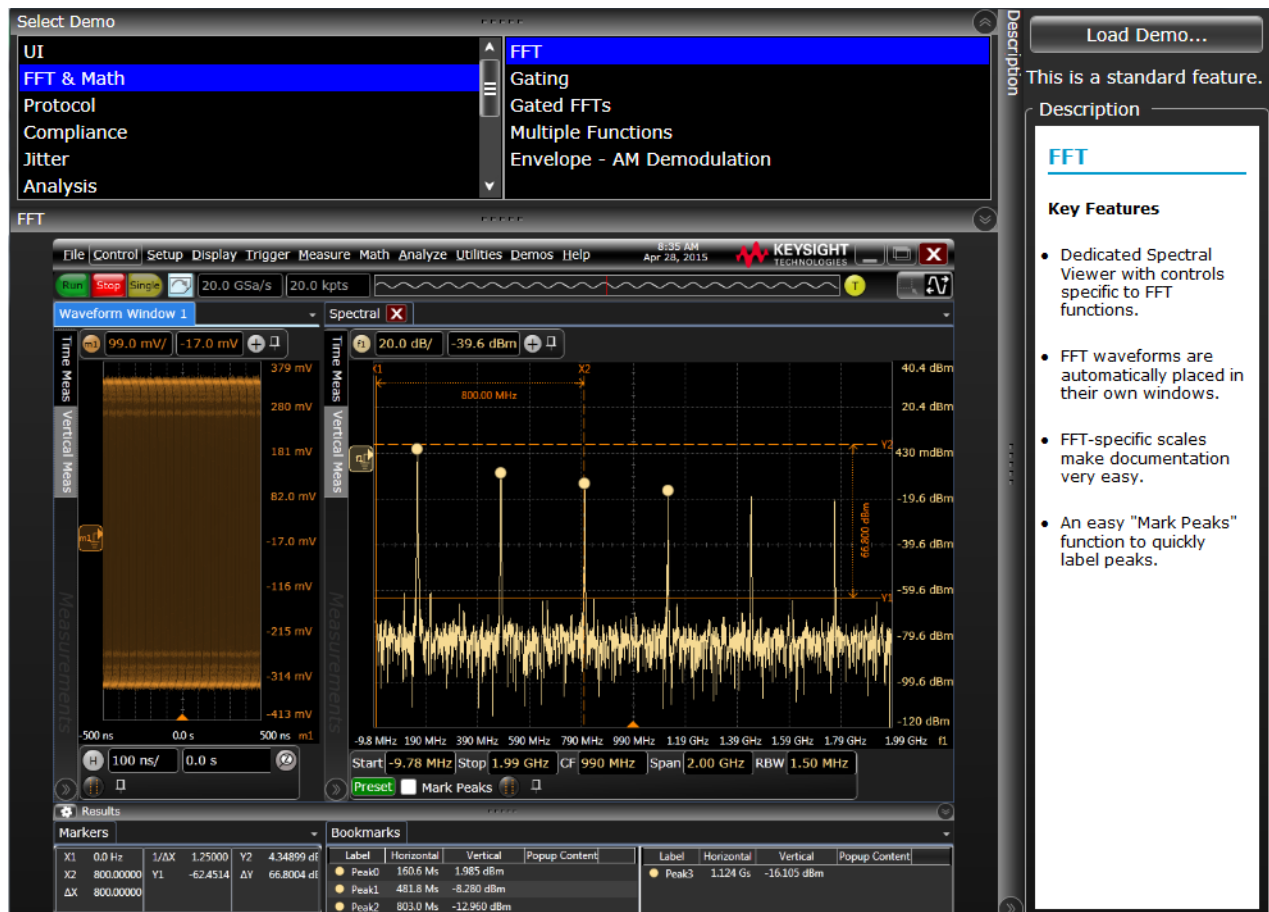 Select Demo
UI
FFT & Math
Protocol
Compliance
Jitter
Analysis
FFT
Gating
Gated FFTs
Multiple Functions
Envelope - AM Demodulation
Description
Load Demo...
This is a standard feature.
Description
FFT
Key Features
• Dedicated Spectral
Viewer with controls
specific to FFT
functions.
• FFT waveforms are
automatically placed in
their own windows.
• FFT-specific scales
make documentation
very easy.
• An easy "Mark Peaks"
function to quickly
label peaks.
FFT
File Control Setup Display Trigger Measure Math Analyze Utilities Demos Help
8:35 AM
Apr 28, 2015
KEYSIGHT
TECHNOLOGIES
Run Stop Single 20.0 GSa/s 20.0 kpts T
Waveform Window 1
Time Meas
Vertical Meas
Measurements
m1 99.0 mV/ -17.0 mV
379 mV
280 mV
181 mV
82.0 mV
-17.0 mV
-116 mV
-215 mV
-314 mV
-413 mV
m1
-500 ns 0.0 s 500 ns m1
H 100 ns/ 0.0 s
Spectral
Time Meas
Vertical Meas
Measurements
f1 20.0 dB/ -39.6 dBm
X2
800.00 MHz
Y2
66.800 dBm
Y1
40.4 dBm
20.4 dBm
430 mdBm
-19.6 dBm
-39.6 dBm
-59.6 dBm
-79.6 dBm
-99.6 dBm
-120 dBm
-9.8 MHz 190 MHz 390 MHz 590 MHz 790 MHz 990 MHz 1.19 GHz 1.39 GHz 1.59 GHz 1.79 GHz 1.99 GHz f1
Start -9.78 MHz Stop 1.99 GHz CF 990 MHz Span 2.00 GHz RBW 1.50 MHz
Preset Mark Peaks
Results
Markers
X1 0.0 Hz 1/ΔX 1.25000 Y2 4.34899
X2 800.00000 Y1 -62.4514 ΔY 66.8004
ΔX 800.00000
Bookmarks
Label Horizontal Vertical Popup Content
Peak0 160.6 Ms 1.985 dBm
Peak1 481.8 Ms -8.280 dBm
Peak2 803.0 Ms -12.960 dBm
Label Horizontal Vertical Popup Content
Peak3 1.124 Gs -16.105 dBm